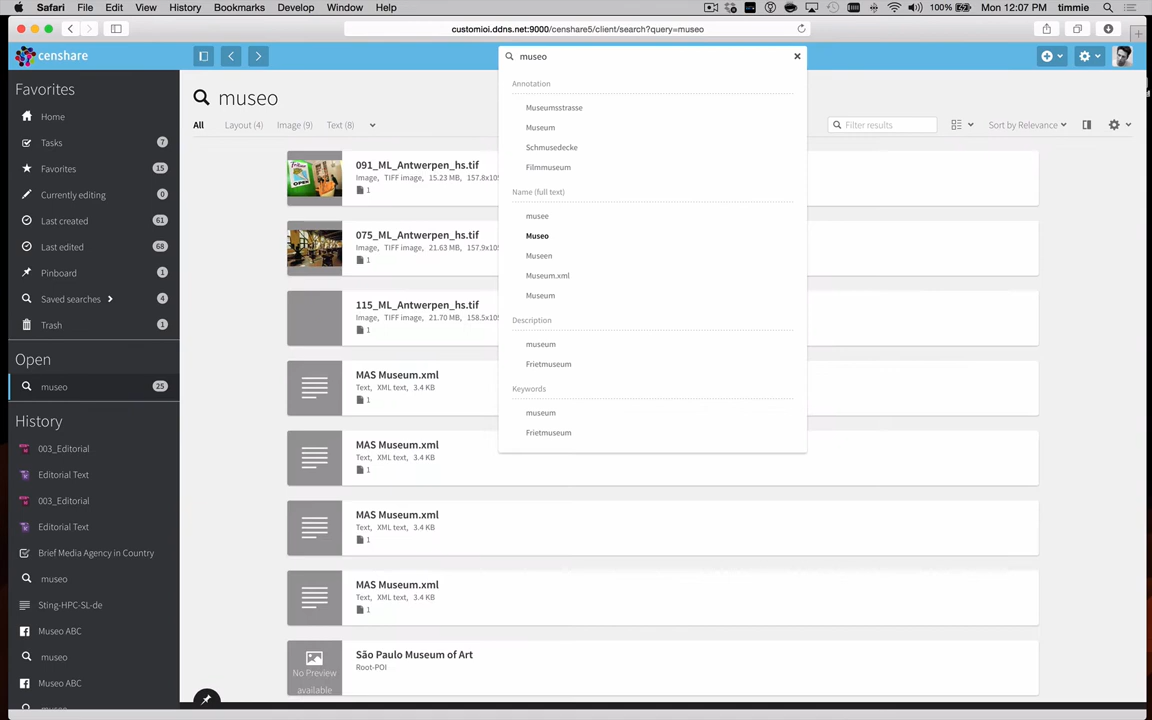 Safari File Edit View History Bookmarks Develop Window Help 100% Mon 12:07 PM timmie
customioi.ddns.net:9000/censhare5/client/search?query=museo
censhare
museo
Favorites
Home
Tasks 7
Favorites 15
Currently editing 0
Last created 61
Last edited 68
Pinboard 1
Saved searches 4
Trash 1
Open
museo 25
History
003_Editorial
Editorial Text
003_Editorial
Editorial Text
Brief Media Agency in Country
museo
Sting-HPC-SL-de
Museo ABC
museo
Museo ABC
museo
museo
All Layout (4) Image (9) Text (8) Filter results Sort by Relevance
091_ML_Antwerpen_hs.tif
Image, TIFF image, 15.23 MB, 157.8x105
1
075_ML_Antwerpen_hs.tif
Image, TIFF image, 21.63 MB, 157.9x105
1
115_ML_Antwerpen_hs.tif
Image, TIFF image, 21.70 MB, 158.5x105
1
MAS Museum.xml
Text, XML text, 3.4 KB
1
MAS Museum.xml
Text, XML text, 3.4 KB
1
MAS Museum.xml
Text, XML text, 3.4 KB
1
MAS Museum.xml
Text, XML text, 3.4 KB
1
São Paulo Museum of Art
Root-POI
No Preview
available
Annotation
Museumsstrasse
Museum
Schmusedecke
Filmmuseum
Name (full text)
musee
Museo
Museen
Museum.xml
Museum
Description
museum
Frietmuseum
Keywords
museum
Frietmuseum